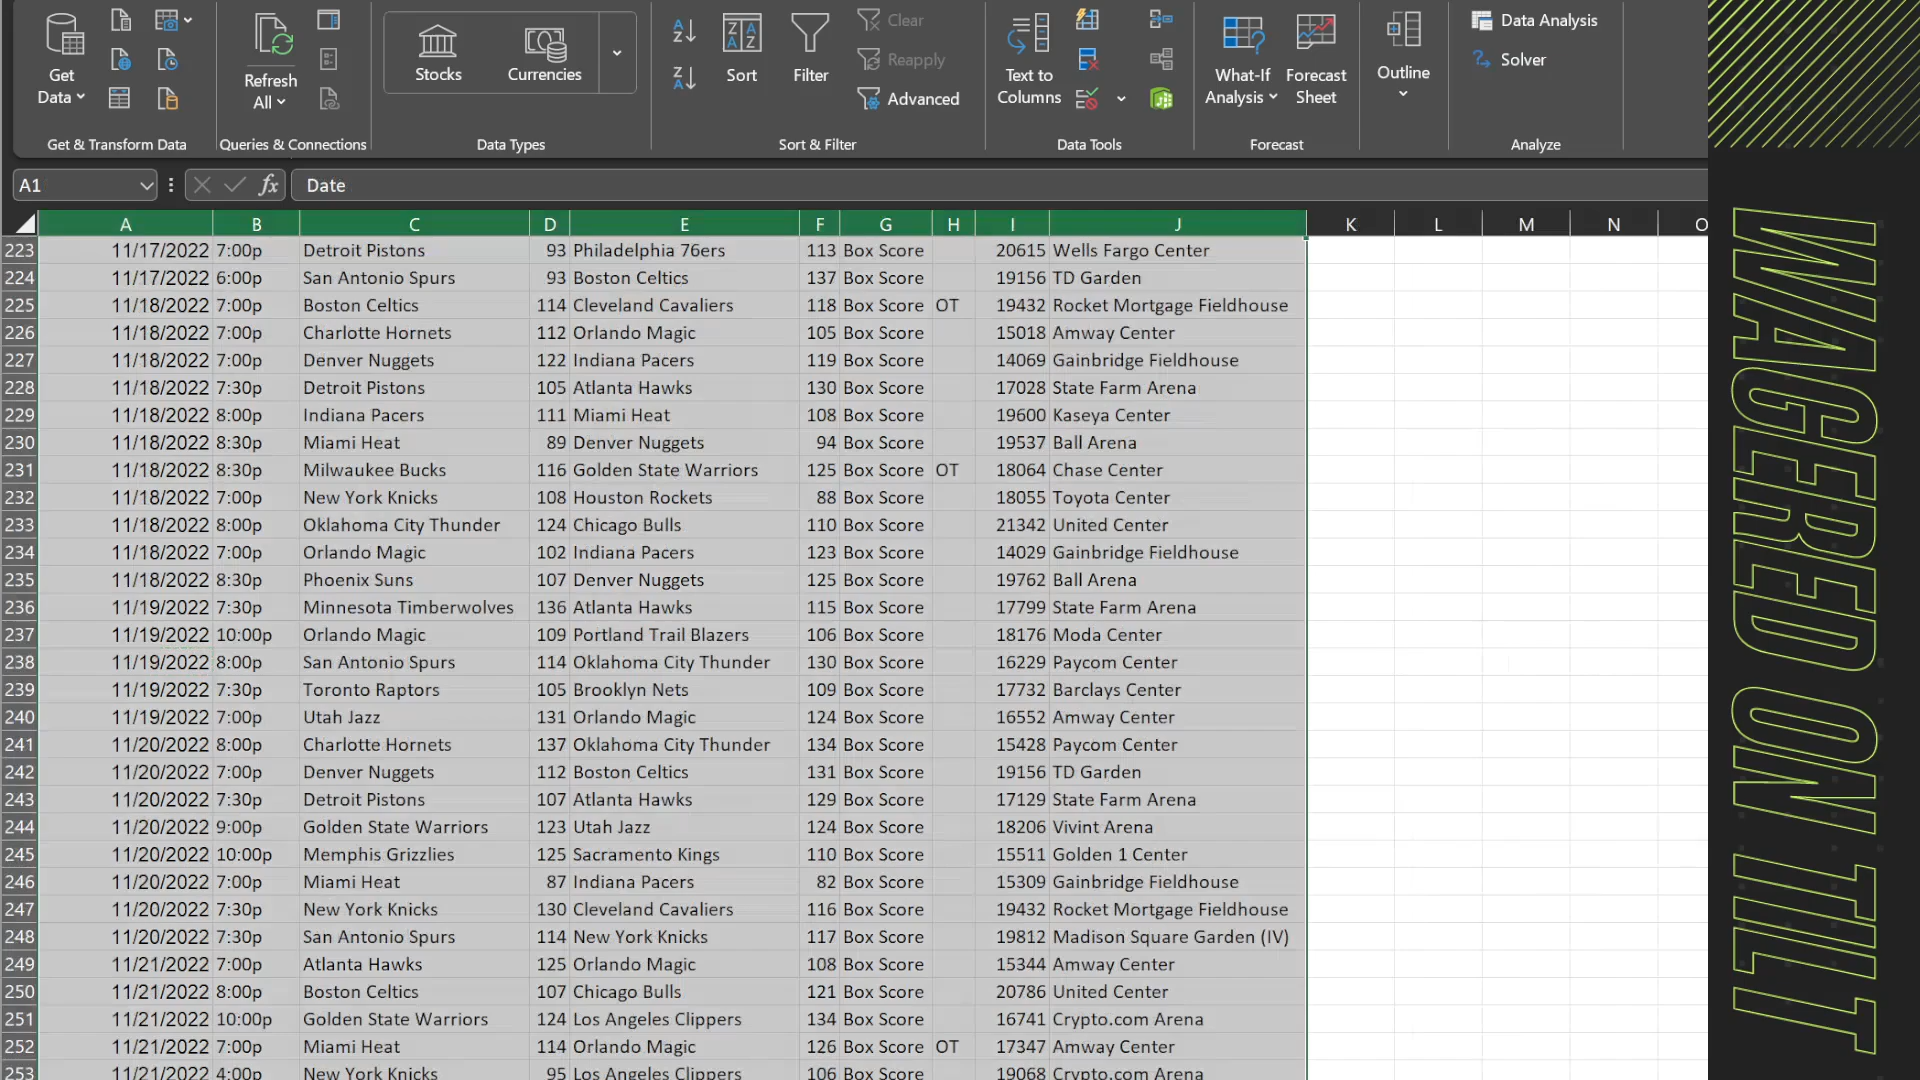 Get Data
Refresh All
Stocks
Currencies
Sort
Filter
Clear
Reapply
Advanced
Text to Columns
What-If Analysis
Forecast Sheet
Outline
Data Analysis
Solver
Get & Transform Data
Queries & Connections
Data Types
Sort & Filter
Data Tools
Forecast
Analyze
A1
fx
Date
A B C D E F G H I J K L M N O
223 11/17/2022 7:00p Detroit Pistons 93 Philadelphia 76ers 113 Box Score 20615 Wells Fargo Center
224 11/17/2022 6:00p San Antonio Spurs 93 Boston Celtics 137 Box Score 19156 TD Garden
225 11/18/2022 7:00p Boston Celtics 114 Cleveland Cavaliers 118 Box Score OT 19432 Rocket Mortgage Fieldhouse
226 11/18/2022 7:00p Charlotte Hornets 112 Orlando Magic 105 Box Score 15018 Amway Center
227 11/18/2022 7:00p Denver Nuggets 122 Indiana Pacers 119 Box Score 14069 Gainbridge Fieldhouse
228 11/18/2022 7:30p Detroit Pistons 105 Atlanta Hawks 130 Box Score 17028 State Farm Arena
229 11/18/2022 8:00p Indiana Pacers 111 Miami Heat 108 Box Score 19600 Kaseya Center
230 11/18/2022 8:30p Miami Heat 89 Denver Nuggets 94 Box Score 19537 Ball Arena
231 11/18/2022 8:30p Milwaukee Bucks 116 Golden State Warriors 125 Box Score OT 18064 Chase Center
232 11/18/2022 7:00p New York Knicks 108 Houston Rockets 88 Box Score 18055 Toyota Center
233 11/18/2022 8:00p Oklahoma City Thunder 124 Chicago Bulls 110 Box Score 21342 United Center
234 11/18/2022 7:00p Orlando Magic 102 Indiana Pacers 123 Box Score 14029 Gainbridge Fieldhouse
235 11/18/2022 8:30p Phoenix Suns 107 Denver Nuggets 125 Box Score 19762 Ball Arena
236 11/19/2022 7:30p Minnesota Timberwolves 136 Atlanta Hawks 115 Box Score 17799 State Farm Arena
237 11/19/2022 10:00p Orlando Magic 109 Portland Trail Blazers 106 Box Score 18176 Moda Center
238 11/19/2022 8:00p San Antonio Spurs 114 Oklahoma City Thunder 130 Box Score 16229 Paycom Center
239 11/19/2022 7:30p Toronto Raptors 105 Brooklyn Nets 109 Box Score 17732 Barclays Center
240 11/19/2022 7:00p Utah Jazz 131 Orlando Magic 124 Box Score 16552 Amway Center
241 11/20/2022 8:00p Charlotte Hornets 137 Oklahoma City Thunder 134 Box Score 15428 Paycom Center
242 11/20/2022 7:00p Denver Nuggets 112 Boston Celtics 131 Box Score 19156 TD Garden
243 11/20/2022 7:30p Detroit Pistons 107 Atlanta Hawks 129 Box Score 17129 State Farm Arena
244 11/20/2022 9:00p Golden State Warriors 123 Utah Jazz 124 Box Score 18206 Vivint Arena
245 11/20/2022 10:00p Memphis Grizzlies 125 Sacramento Kings 110 Box Score 15511 Golden 1 Center
246 11/20/2022 7:00p Miami Heat 87 Indiana Pacers 82 Box Score 15309 Gainbridge Fieldhouse
247 11/20/2022 7:30p New York Knicks 130 Cleveland Cavaliers 116 Box Score 19432 Rocket Mortgage Fieldhouse
248 11/20/2022 7:30p San Antonio Spurs 114 New York Knicks 117 Box Score 19812 Madison Square Garden (IV)
249 11/21/2022 7:00p Atlanta Hawks 125 Orlando Magic 108 Box Score 15344 Amway Center
250 11/21/2022 8:00p Boston Celtics 107 Chicago Bulls 121 Box Score 20786 United Center
251 11/21/2022 10:00p Golden State Warriors 124 Los Angeles Clippers 134 Box Score 16741 Crypto.com Arena
252 11/21/2022 7:00p Miami Heat 114 Orlando Magic 126 Box Score OT 17347 Amway Center
253 11/21/2022 4:00p New York Knicks 95 Los Angeles Clippers 106 Box Score 19068 Crypto.com Arena
WAGERED ON TILT